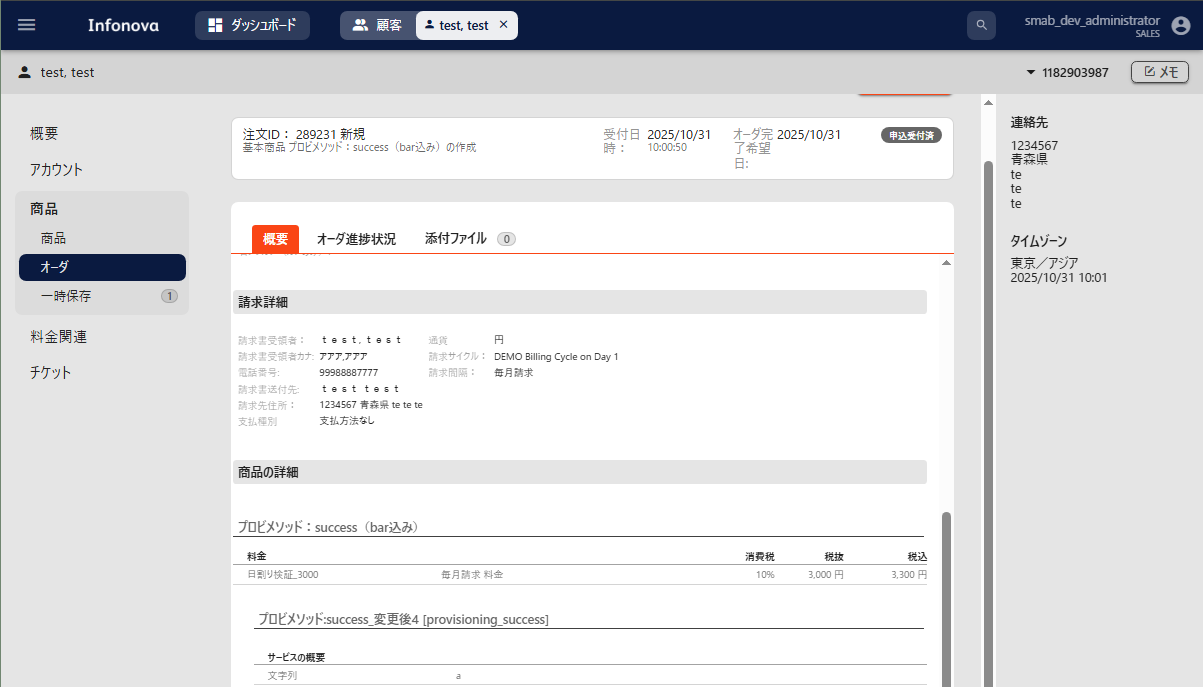 Infonova ダッシュボード 顧客 test, test ✕ smab_dev_administrator
SALES
test, test 1182903987 メモ
概要
アカウント
商品
商品
オーダ
一時保存 1
料金関連
チケット
注文ID： 289231 新規
基本商品 プロビメソッド：success（bar込み）の作成
受付日時： 2025/10/31
10:00:50
オーダ完了希望日: 2025/10/31
申込受付済
概要 オーダ進捗状況 添付ファイル 0
請求詳細
請求書受領者： ｔｅｓｔ, ｔｅｓｔ 通貨 円
請求書受領者カナ: アアア,アアア 請求サイクル： DEMO Billing Cycle on Day 1
電話番号: 99988887777 請求間隔： 毎月請求
請求書送付先: ｔｅｓｔ ｔｅｓｔ
請求先住所： 1234567 青森県 te te te
支払種別 支払方法なし
商品の詳細
プロビメソッド：success（bar込み）
料金 消費税 税抜 税込
日割り検証_3000 毎月請求 料金 10% 3,000 円 3,300 円
プロビメソッド:success_変更後4 [provisioning_success]
サービスの概要
文字列 a
連絡先
1234567
青森県
te
te
te
タイムゾーン
東京／アジア
2025/10/31 10:01